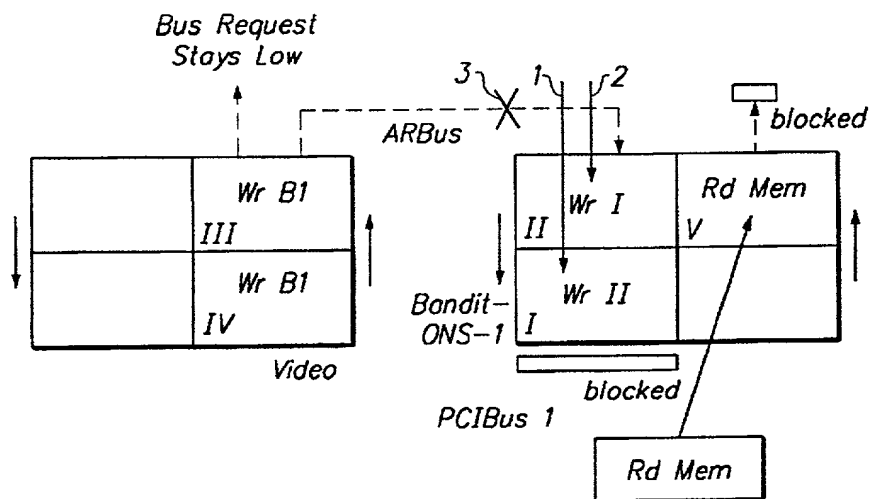 Bus Request
Stays Low
3
1
2
ARBus
blocked
Wr B1
III
Wr B1
IV
Video
Wr I
II
Rd Mem
V
Wr II
I
Bandit-
ONS-1
blocked
PCIBus 1
Rd Mem